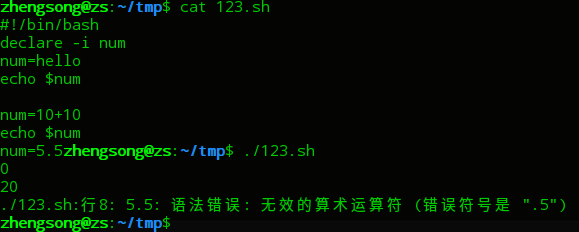 zhengsong@zs:~/tmp$ cat 123.sh
#!/bin/bash
declare -i num
num=hello
echo $num

num=10+10
echo $num
num=5.5zhengsong@zs:~/tmp$ ./123.sh
0
20
./123.sh:行8: 5.5: 语法错误: 无效的算术运算符 (错误符号是 ".5")
zhengsong@zs:~/tmp$